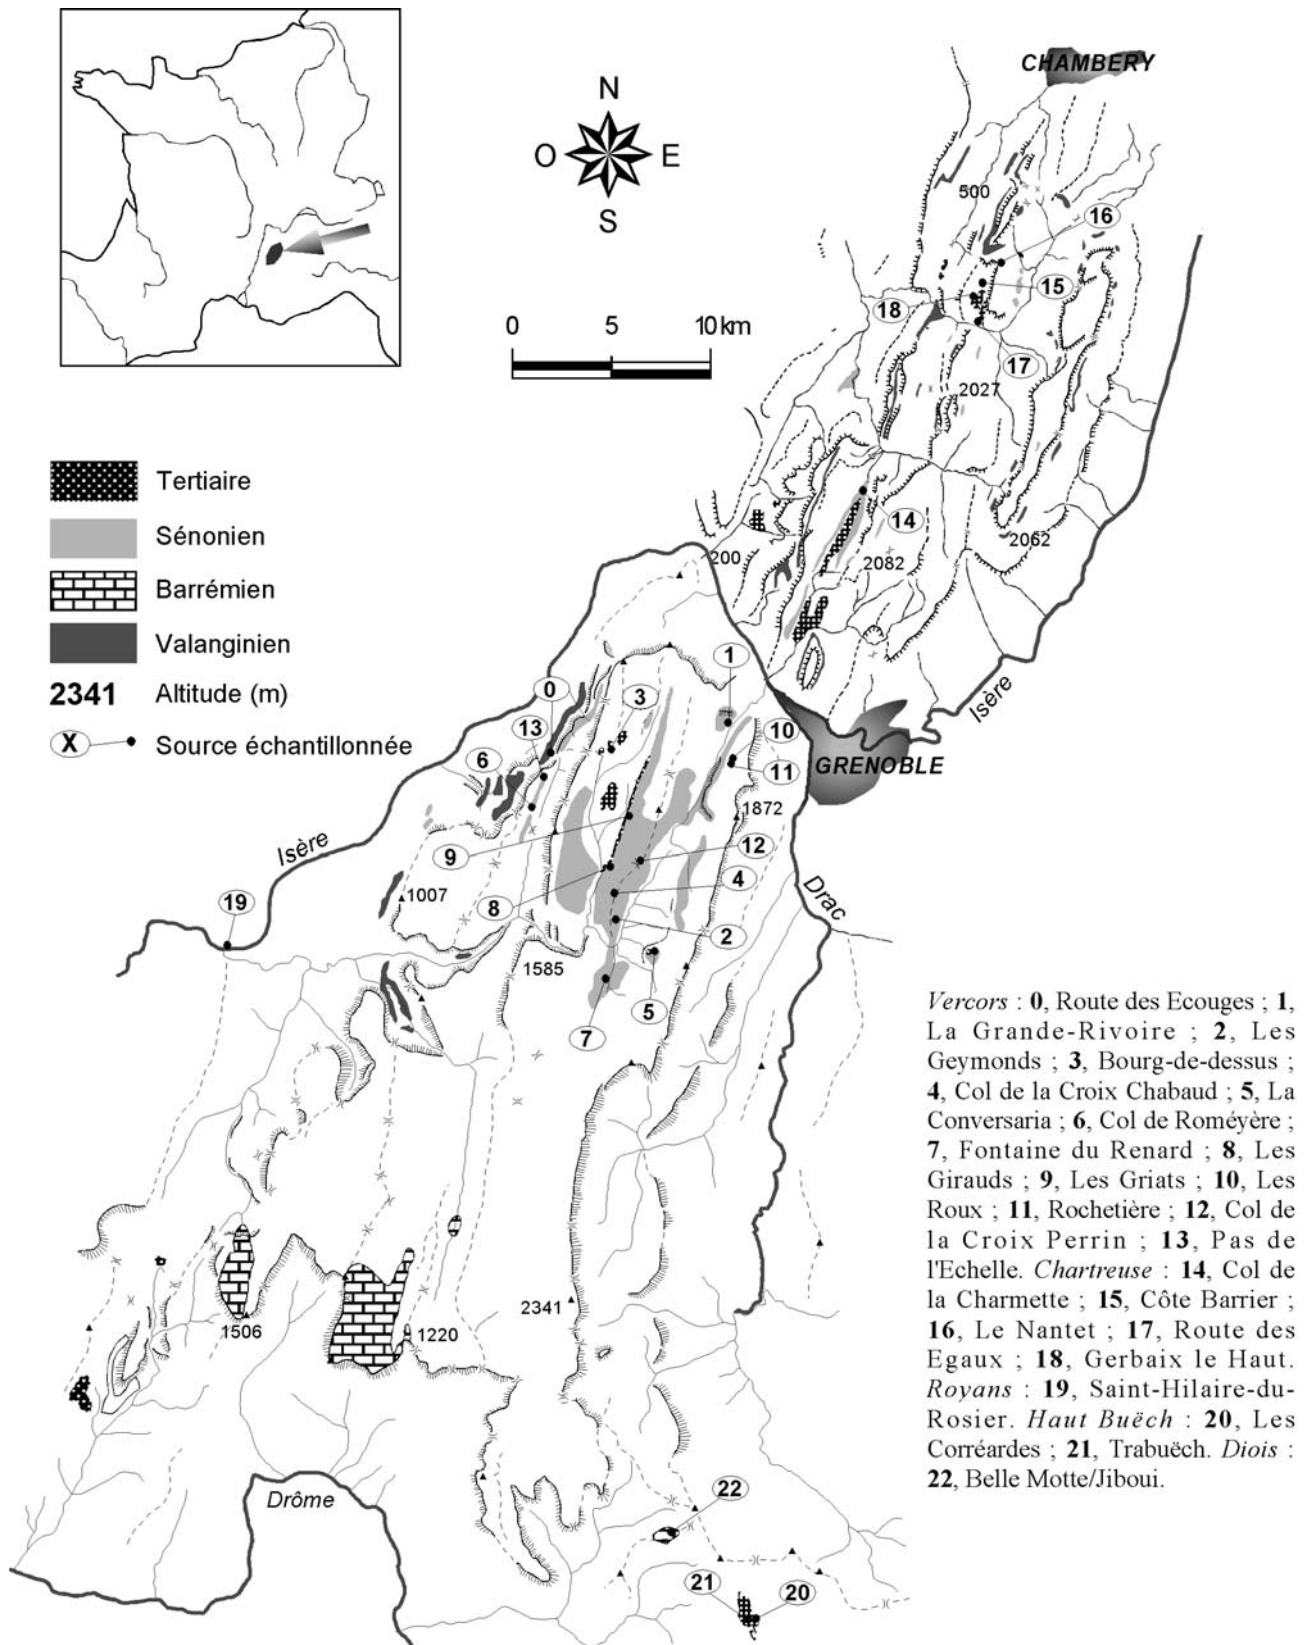 CHAMBERY
N
O E
S
500
16
15
18
17
0 5 10 km
2027
Tertiaire
Sénonien
Barrémien
Valanginien
2341 Altitude (m)
X Source échantillonnée
14
2062
200
2082
Isère
1
0
3
13
10
6
GRENOBLE
11
1872
Isère
9
12
Drac
19
1007
4
8
2
1585
5
7
Vercors : 0, Route des Ecouges ; 1,
La Grande-Rivoire ; 2, Les
Geymonds ; 3, Bourg-de-dessus ;
4, Col de la Croix Chabaud ; 5, La
Conversaria ; 6, Col de Roméyère ;
7, Fontaine du Renard ; 8, Les
Girauds ; 9, Les Griats ; 10, Les
Roux ; 11, Rochetière ; 12, Col de
la Croix Perrin ; 13, Pas de
l'Echelle. Chartreuse : 14, Col de
la Charmette ; 15, Côte Barrier ;
16, Le Nantet ; 17, Route des
Egaux ; 18, Gerbaix le Haut.
Royans : 19, Saint-Hilaire-du-
Rosier. Haut Buëch : 20, Les
Corréardes ; 21, Trabuëch. Diois :
22, Belle Motte/Jiboui.
2341
1506
1220
Drôme
22
21
20